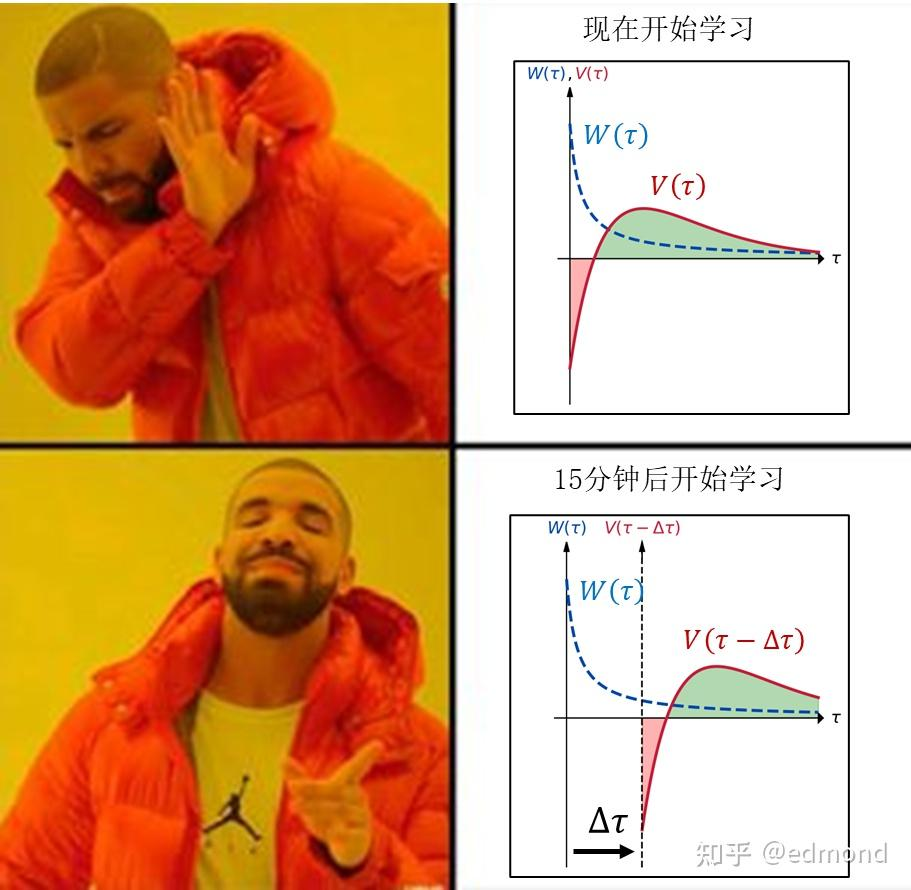 现在开始学习
W(τ), V(τ)
W(τ)
V(τ)
τ
15分钟后开始学习
W(τ) V(τ − Δτ)
W(τ)
V(τ − Δτ)
τ
Δτ
知乎 @edmond